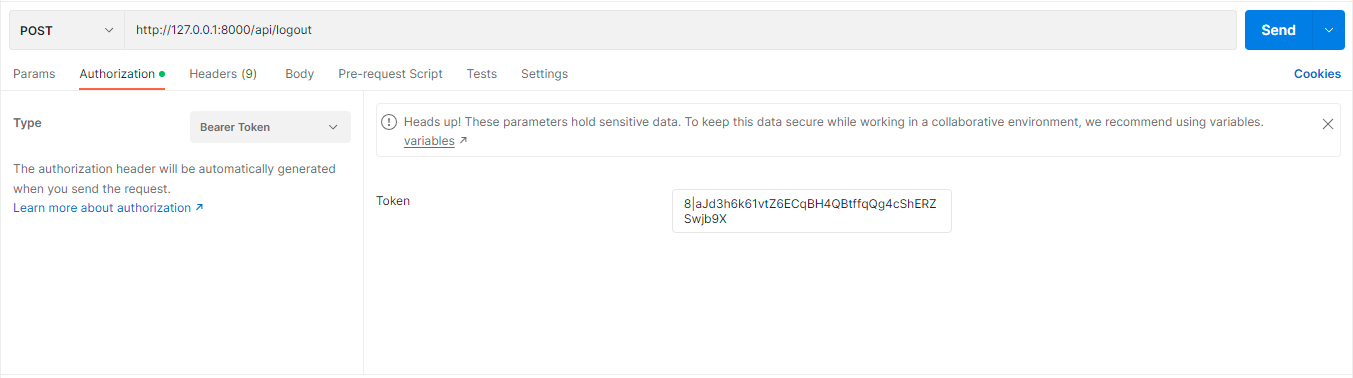 POST http://127.0.0.1:8000/api/logout Send
Params Authorization Headers (9) Body Pre-request Script Tests Settings Cookies
Type Bearer Token
The authorization header will be automatically generated
when you send the request.
Learn more about authorization ↗
Heads up! These parameters hold sensitive data. To keep this data secure while working in a collaborative environment, we recommend using variables.
variables ↗
Token
8|aJd3h6k61vtZ6ECqBH4QBtffqQg4cShERZ
Swjb9X